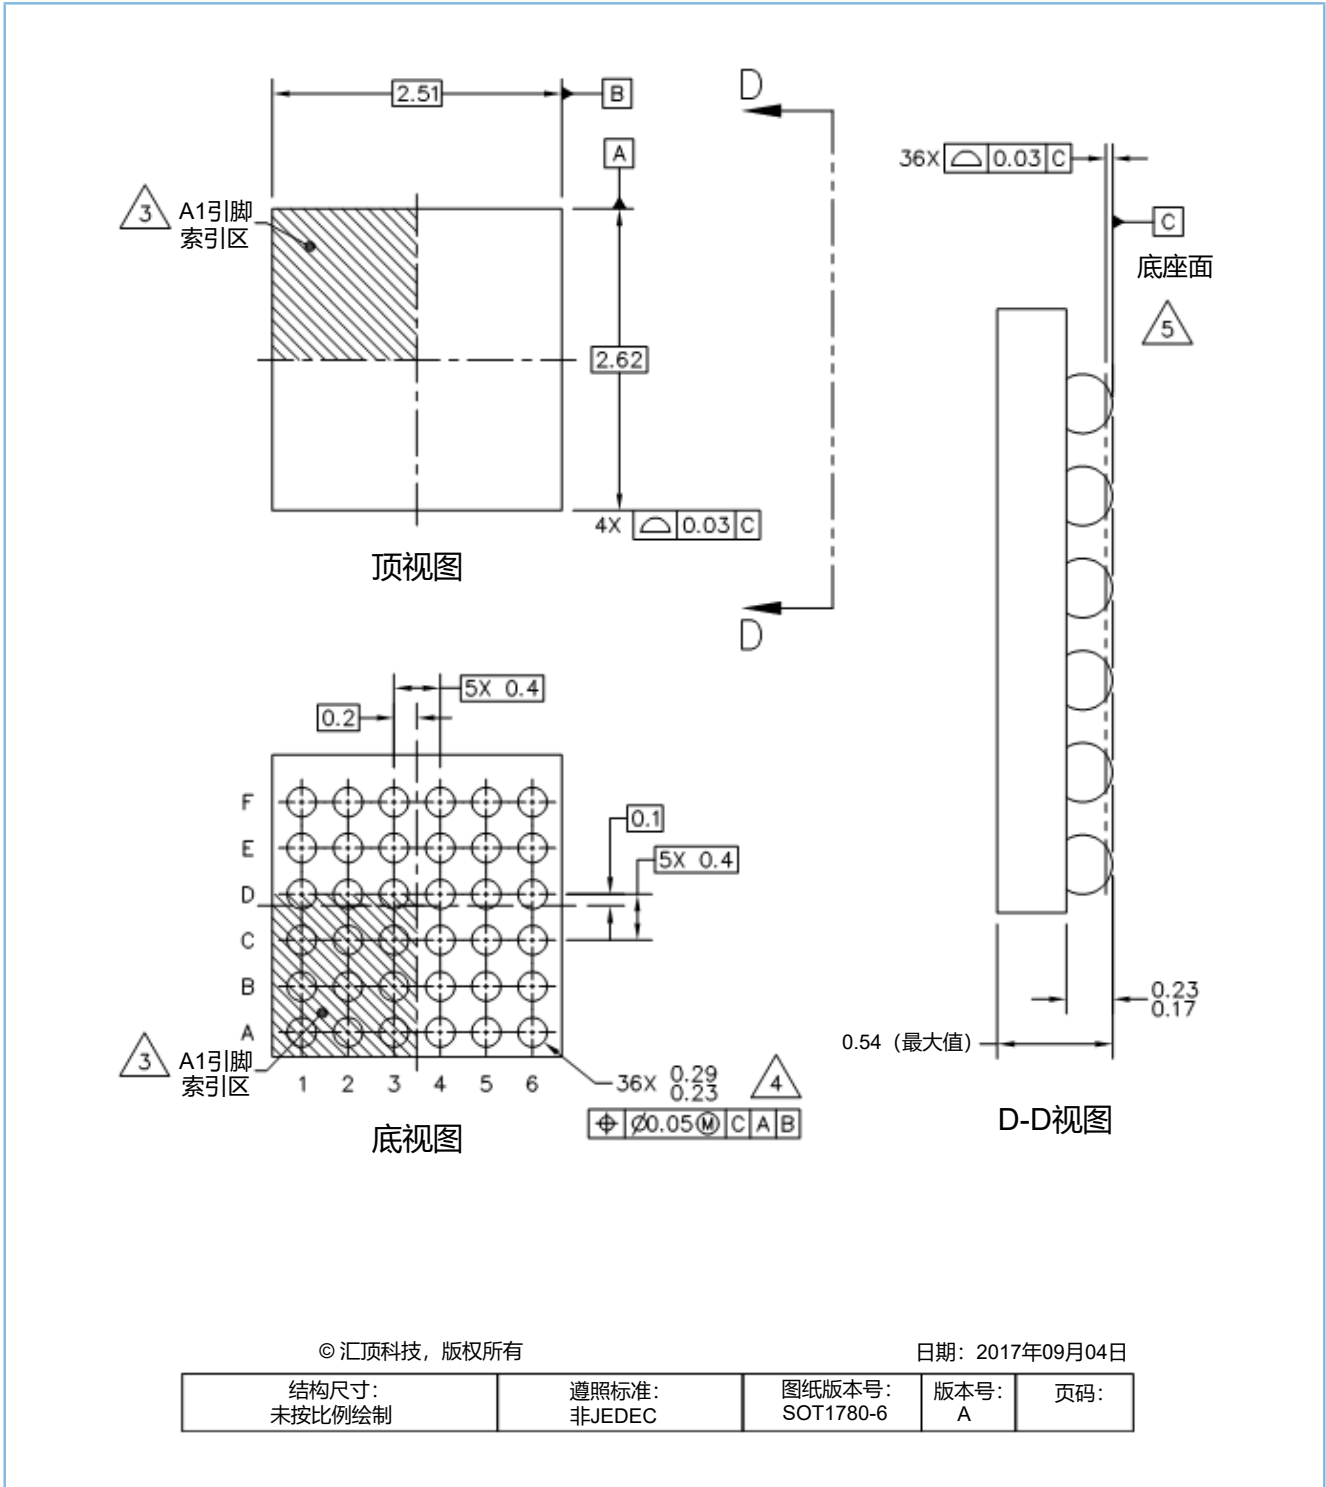 2.51
B
A
3
A1引脚
索引区
2.62
4X 0.03 C
顶视图
D
D
36X 0.03 C
C
底座面
5
5X 0.4
0.2
F
E
D
C
B
A
0.1
5X 0.4
3
A1引脚
索引区
1 2 3 4 5 6
36X 0.29
0.23
4
⌀0.05 Ⓜ C A B
底视图
0.23
0.17
0.54（最大值）
D-D视图
© 汇顶科技，版权所有
日期：2017年09月04日
结构尺寸：
未按比例绘制
遵照标准：
非JEDEC
图纸版本号：
SOT1780-6
版本号：
A
页码：